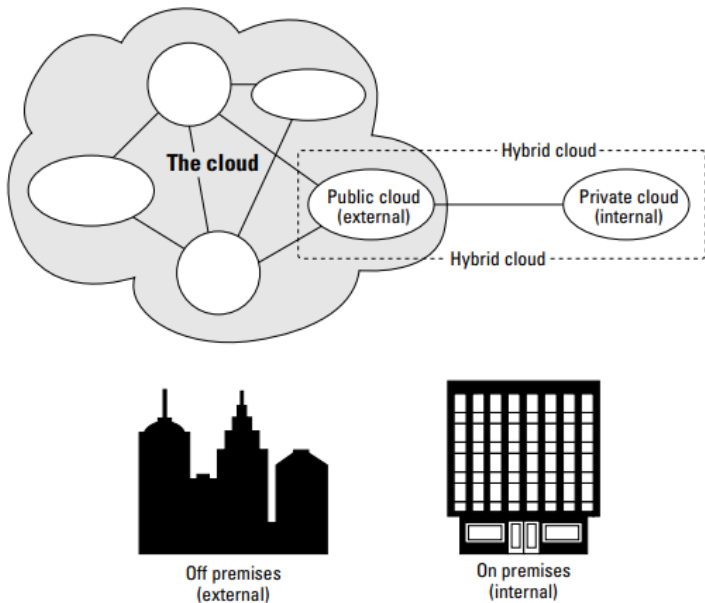 Hybrid cloud
The cloud
Public cloud
(external)
Private cloud
(internal)
Hybrid cloud
Off premises
(external)
On premises
(internal)